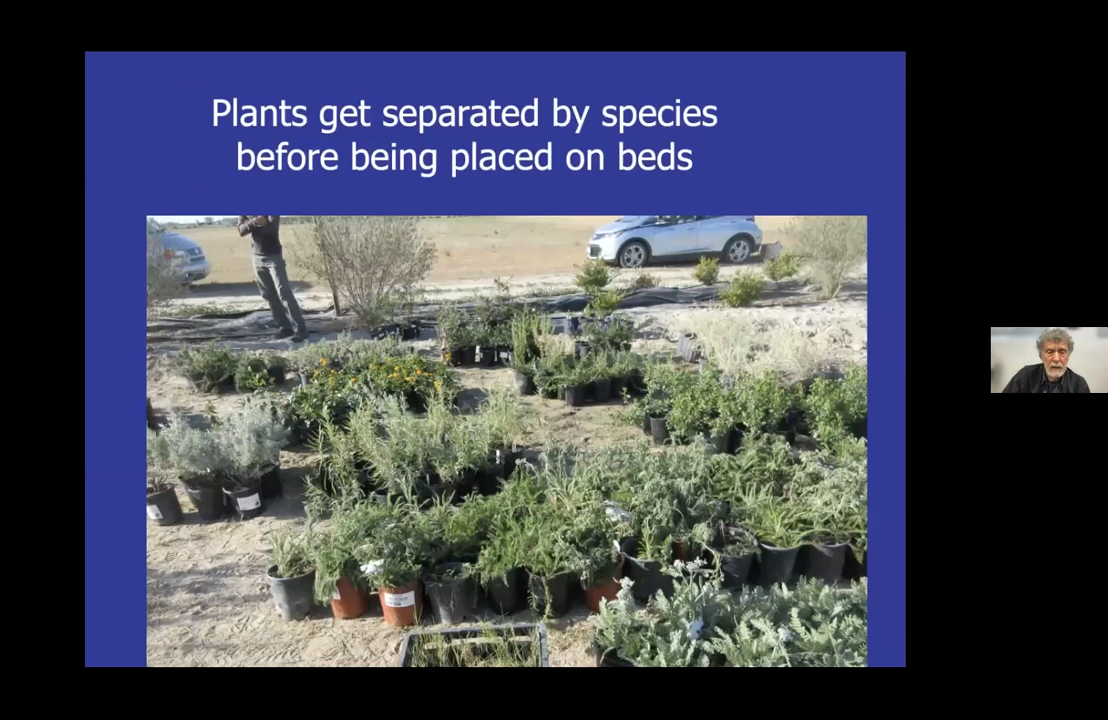 Plants get separated by species
before being placed on beds